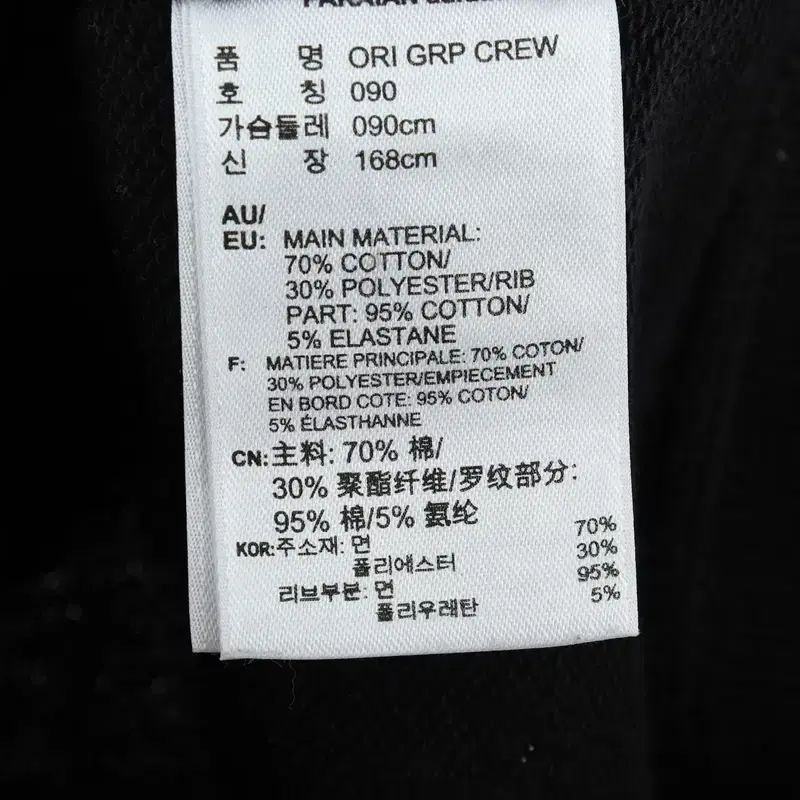 품 명 ORI GRP CREW
호 칭 090
가슴둘레 090cm
신 장 168cm
AU/
EU: MAIN MATERIAL:
70% COTTON/
30% POLYESTER/RIB
PART: 95% COTTON/
5% ELASTANE
F: MATIERE PRINCIPALE: 70% COTON/
30% POLYESTER/EMPIECEMENT
EN BORD COTE: 95% COTON/
5% ÉLASTHANNE
CN:主料: 70% 棉/
30% 聚酯纤维/罗纹部分:
95% 棉/5% 氨纶
KOR:주소재: 면 70%
폴리에스터 30%
리브부분: 면 95%
폴리우레탄 5%